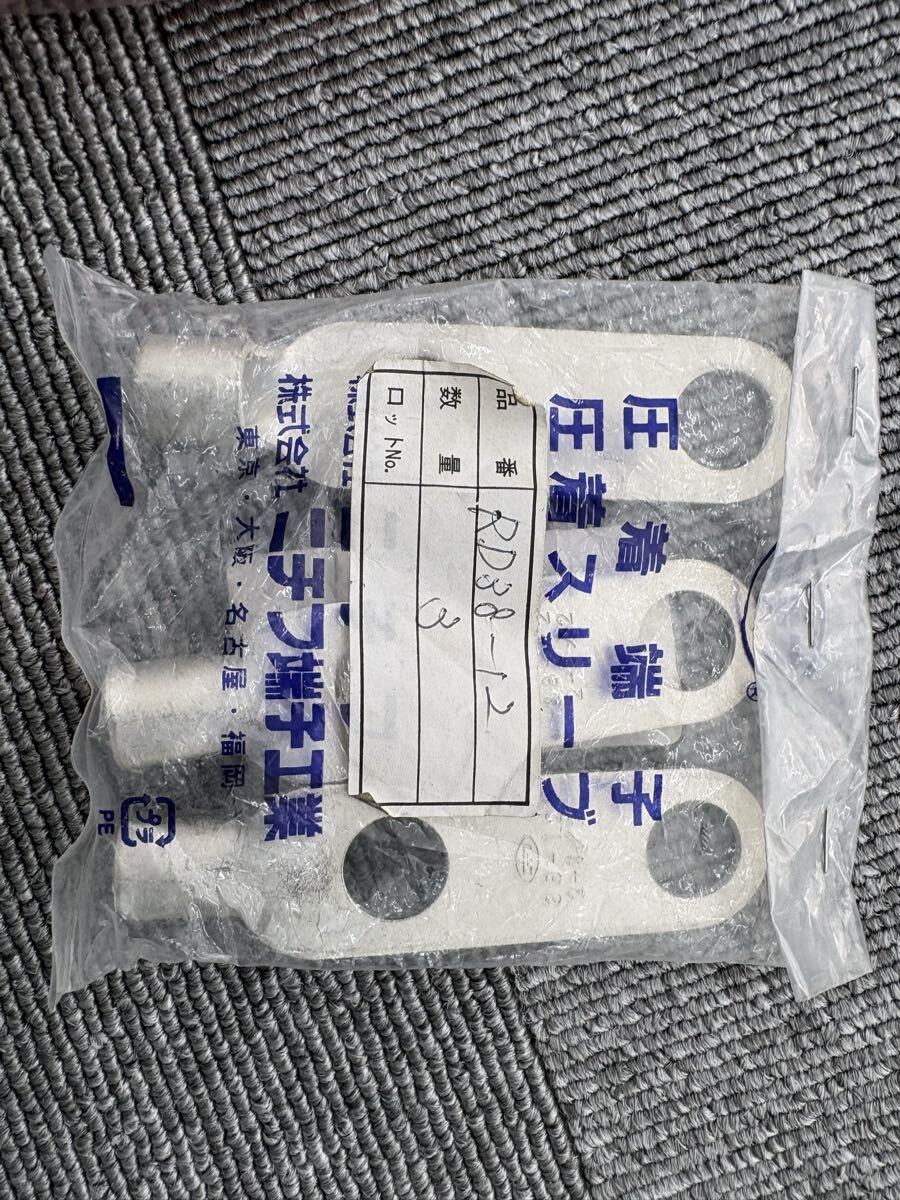 ®
圧着端子
圧着スリーブ
品番 RD38-12
数量 3
ロットNo.
株式会社ニチフ端子工業
東京・大阪・名古屋・福岡
PE